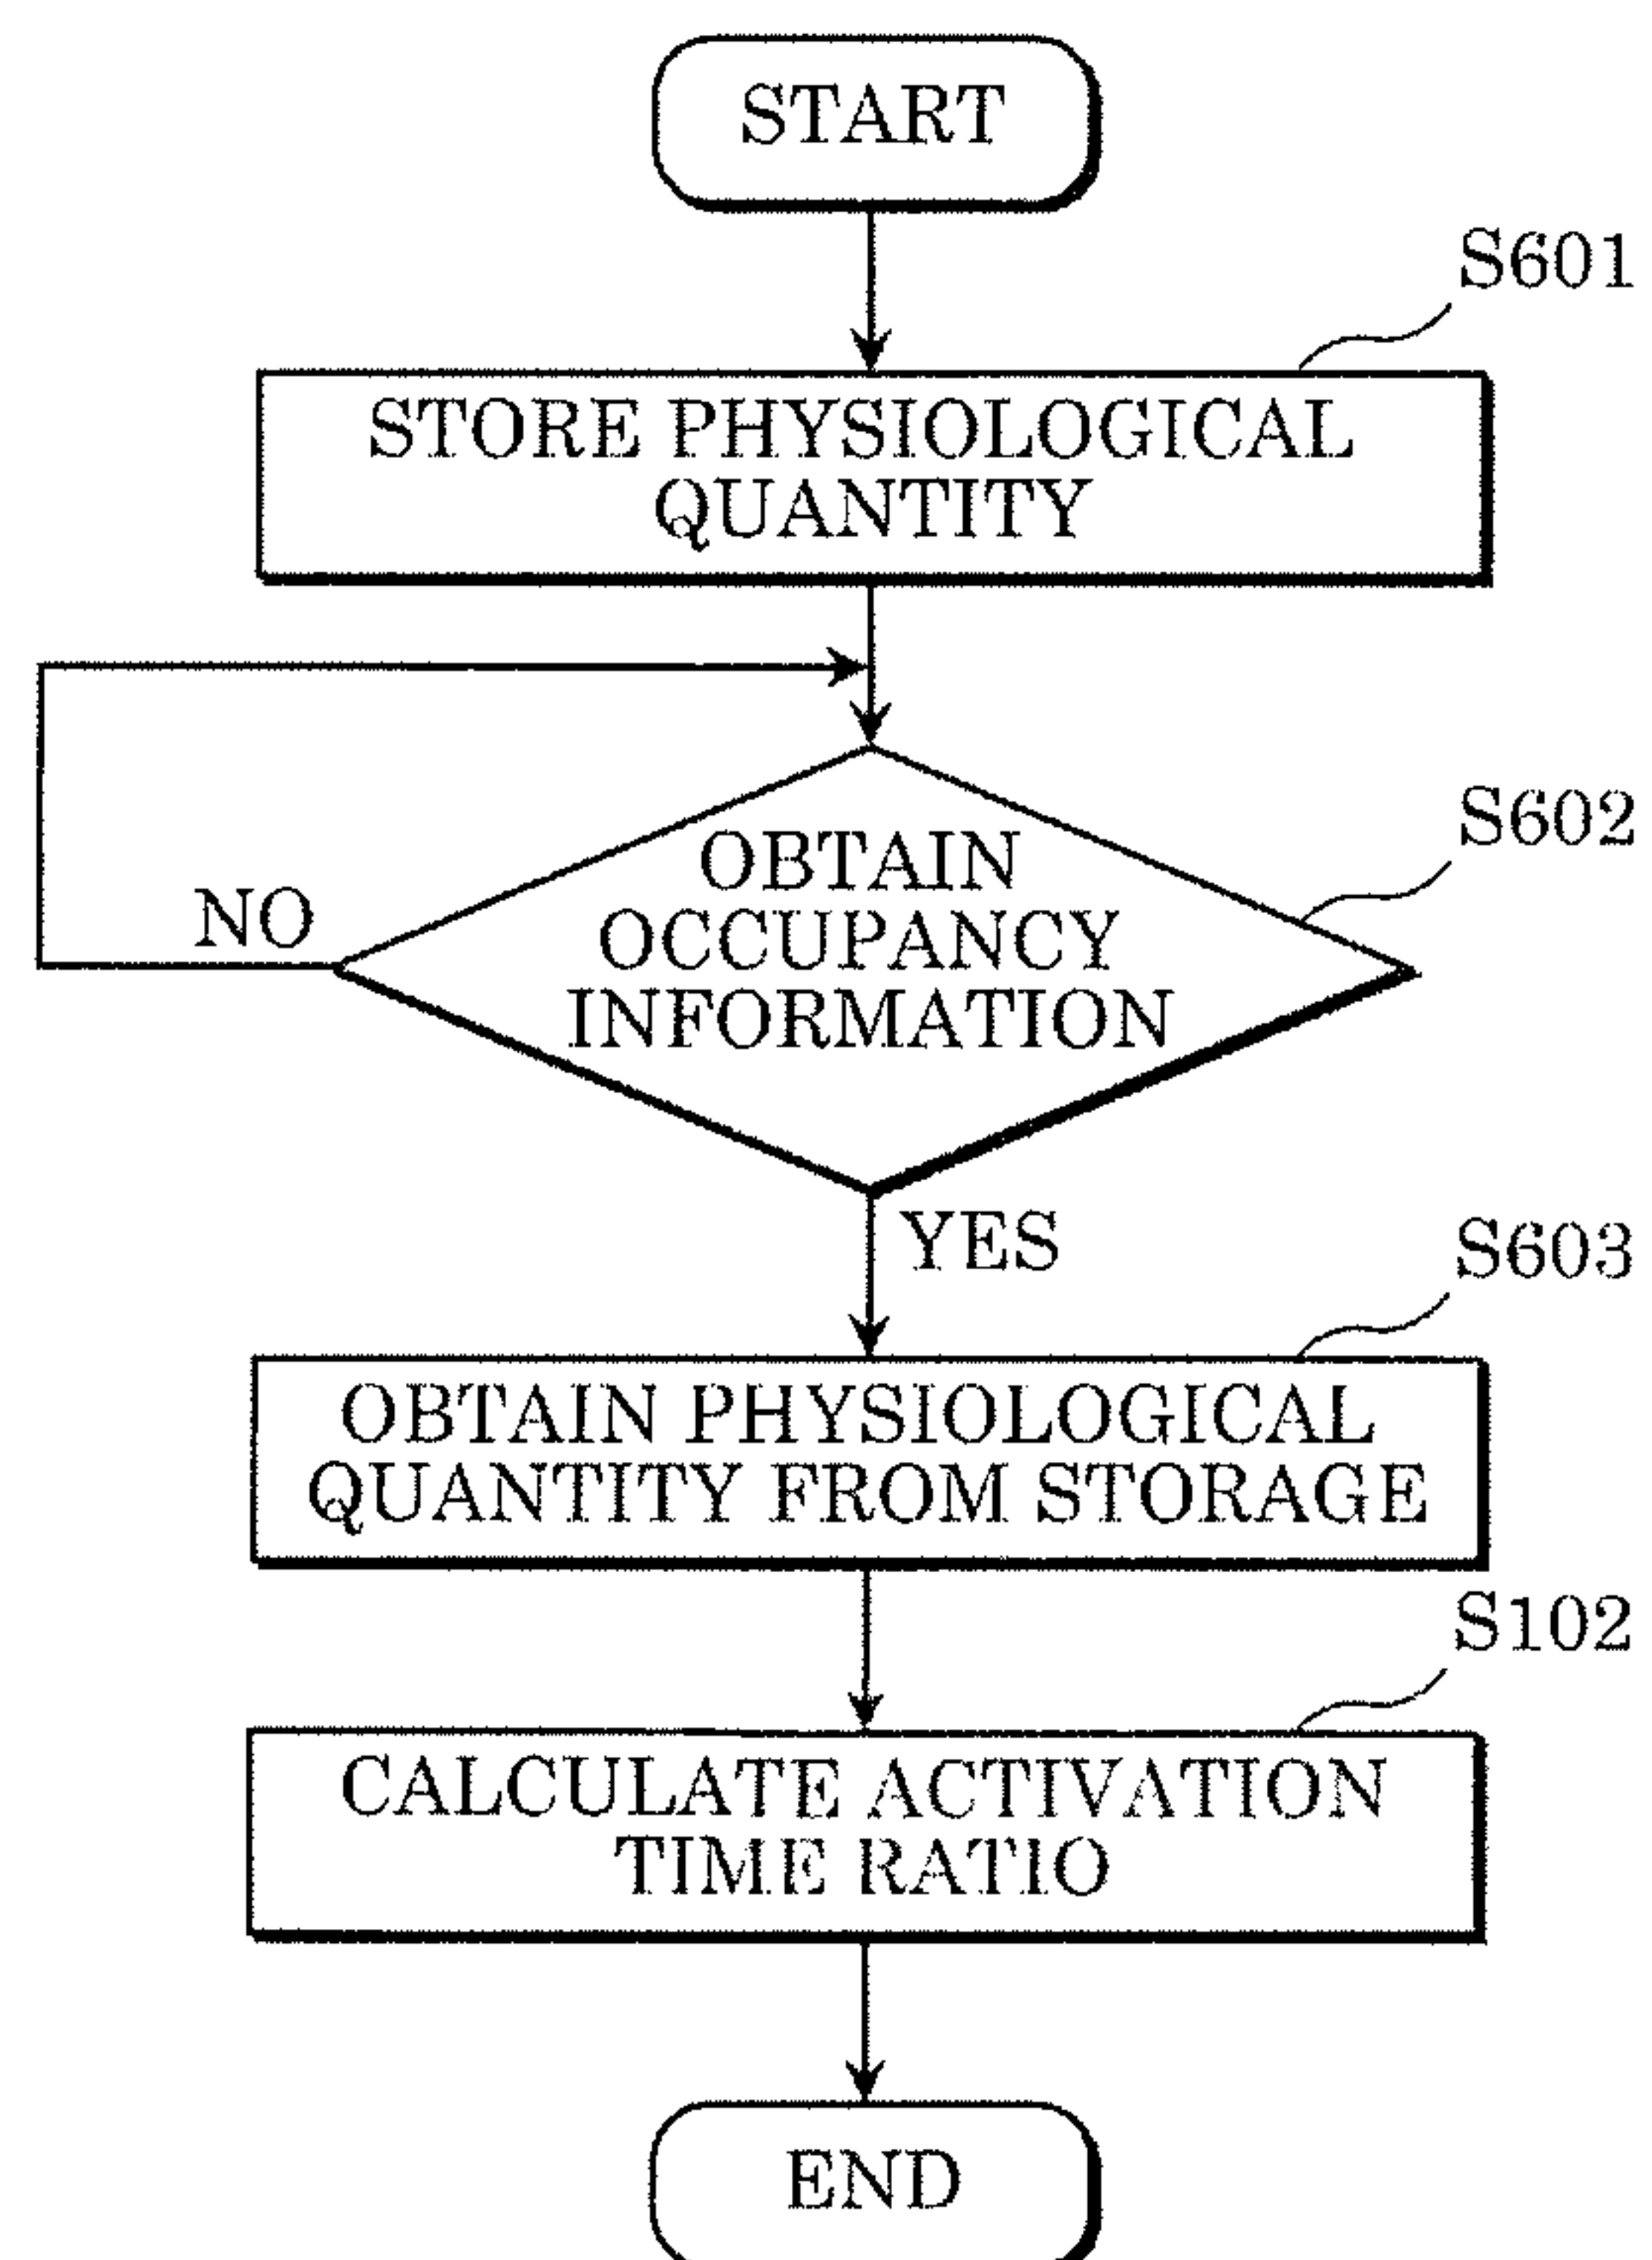 START
S601
STORE PHYSIOLOGICAL
QUANTITY
S602
OBTAIN
OCCUPANCY
INFORMATION
NO
YES
S603
OBTAIN PHYSIOLOGICAL
QUANTITY FROM STORAGE
S102
CALCULATE ACTIVATION
TIME RATIO
END